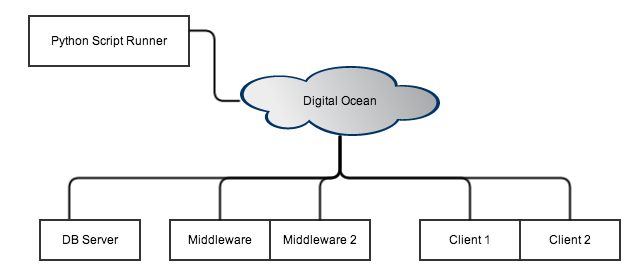 Python Script Runner
Digital Ocean
DB Server
Middleware
Middleware 2
Client 1
Client 2